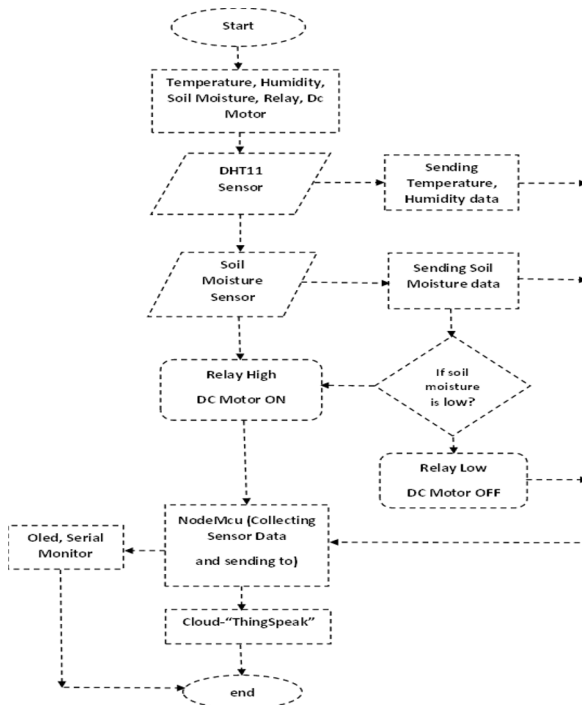 Start
Temperature, Humidity,
Soil Moisture, Relay, Dc
Motor
DHT11
Sensor
Sending
Temperature,
Humidity data
Soil
Moisture
Sensor
Sending Soil
Moisture data
Relay High
DC Motor ON
If soil
moisture
is low?
Relay Low
DC Motor OFF
NodeMcu (Collecting
Sensor Data
and sending to)
Oled, Serial
Monitor
Cloud-“ThingSpeak”
end